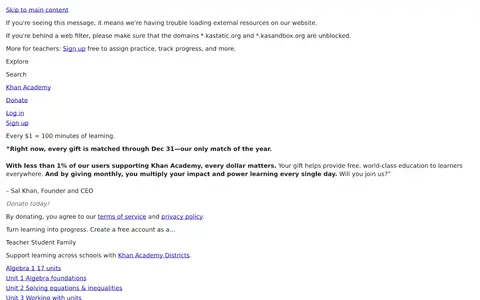 Skip to main content
If you're seeing this message, it means we're having trouble loading external resources on our website.
If you're behind a web filter, please make sure that the domains *.kastatic.org and *.kasandbox.org are unblocked.
More for teachers: Sign up free to assign practice, track progress, and more.
Explore
Search
Khan Academy
Donate
Log in
Sign up
Every $1 = 100 minutes of learning.
"Right now, every gift is matched through Dec 31—our only match of the year.
With less than 1% of our users supporting Khan Academy, every dollar matters. Your gift helps provide free. world-class education to learners
everywhere. And by giving monthly, you multiply your impact and power learning every single day. Will you join us?"
– Sal Khan, Founder and CEO
Donate today!
By donating, you agree to our terms of service and privacy policy.
Turn learning into progress. Create a free account as a...
Teacher Student Family
Support learning across schools with Khan Academy Districts.
Algebra 1 17 units
Unit 1 Algebra foundations
Unit 2 Solving equations & inequalities
Unit 3 Working with units